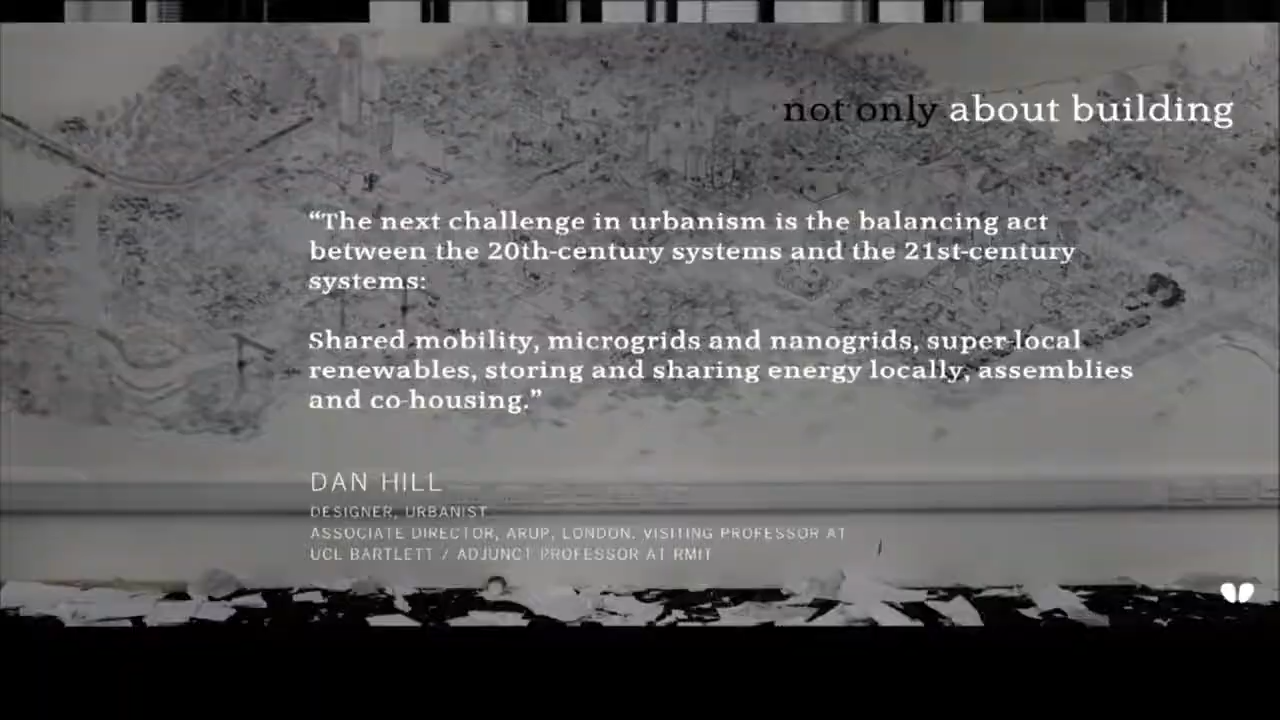 not only about building
“The next challenge in urbanism is the balancing act
between the 20th-century systems and the 21st-century
systems:
Shared mobility, microgrids and nanogrids, super-local
renewables, storing and sharing energy locally, assemblies
and co-housing.”
DAN HILL
DESIGNER, URBANIST
ASSOCIATE DIRECTOR, ARUP, LONDON. VISITING PROFESSOR AT
UCL BARTLETT / ADJUNCT PROFESSOR AT RMIT